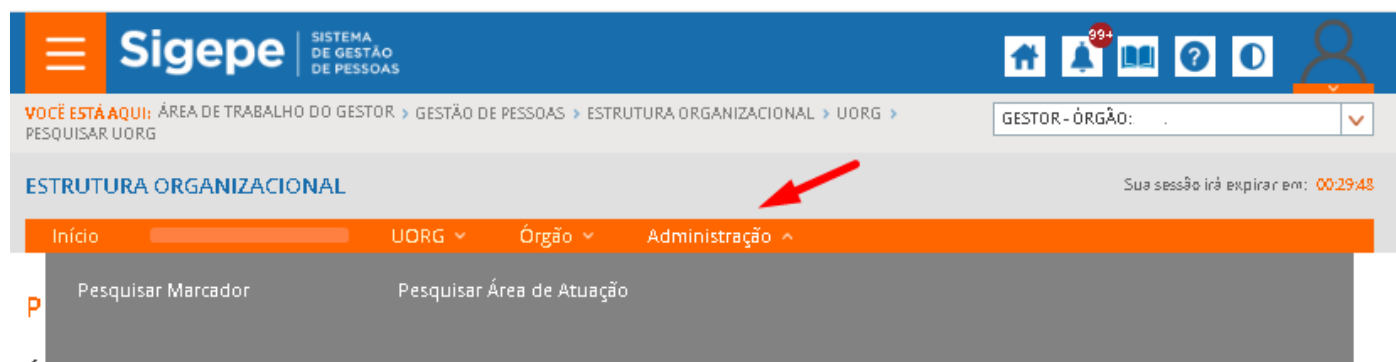 Sigepe
SISTEMA
DE GESTÃO
DE PESSOAS
99+
?
VOCÊ ESTÁ AQUI: ÁREA DE TRABALHO DO GESTOR > GESTÃO DE PESSOAS > ESTRUTURA ORGANIZACIONAL > UORG >
PESQUISAR UORG
GESTOR - ÓRGÃO: .
ESTRUTURA ORGANIZACIONAL
Sua sessão irá expirar em: 00:29:48
Início UORG Órgão Administração
Pesquisar Marcador Pesquisar Área de Atuação
P